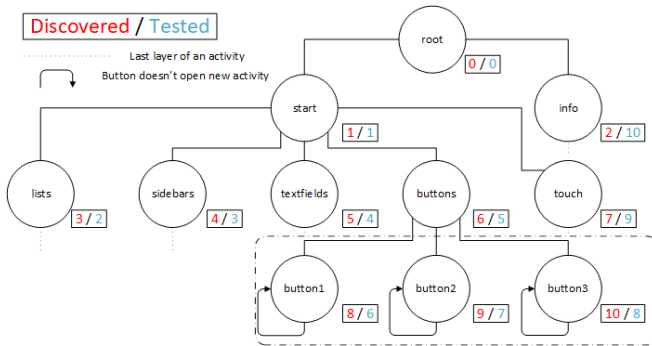 Discovered / Tested
Last layer of an activity
Button doesn't open new activity
root
0 / 0
start
1 / 1
info
2 / 10
lists
3 / 2
sidebars
4 / 3
textfields
5 / 4
buttons
6 / 5
touch
7 / 9
button1
8 / 6
button2
9 / 7
button3
10 / 8